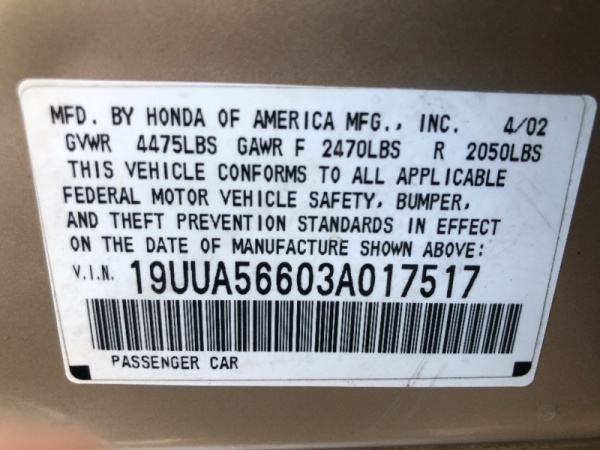 MFD. BY HONDA OF AMERICA MFG., INC. 4/02
GVWR 4475LBS GAWR F 2470LBS R 2050LBS
THIS VEHICLE CONFORMS TO ALL APPLICABLE
FEDERAL MOTOR VEHICLE SAFETY, BUMPER,
AND THEFT PREVENTION STANDARDS IN EFFECT
ON THE DATE OF MANUFACTURE SHOWN ABOVE:
V.I.N. 19UUA56603A017517
PASSENGER CAR